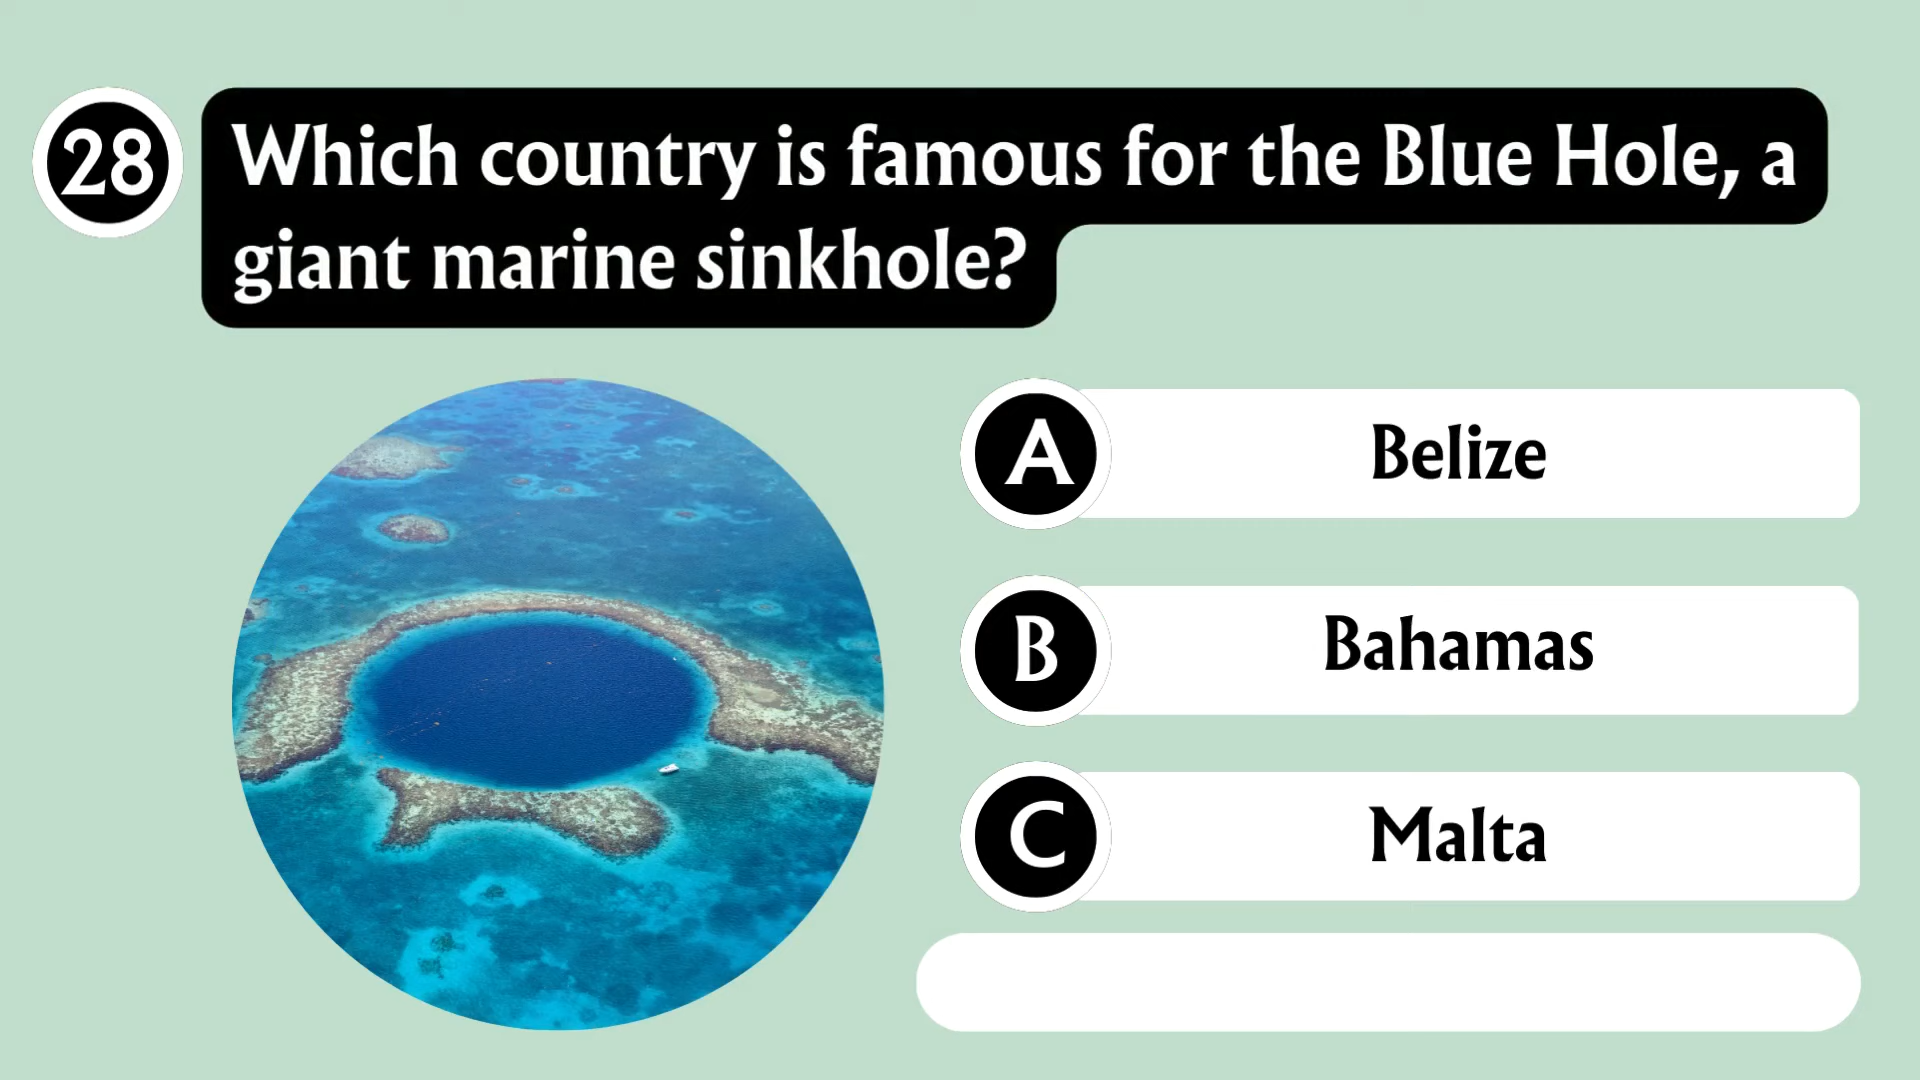 28
Which country is famous for the Blue Hole, a
giant marine sinkhole?
A
Belize
B
Bahamas
C
Malta